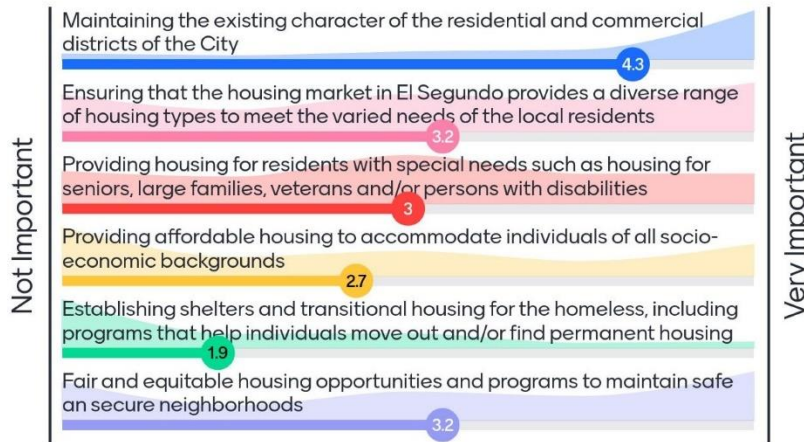 Maintaining the existing character of the residential and commercial
districts of the City
4.3
Ensuring that the housing market in El Segundo provides a diverse range
of housing types to meet the varied needs of the local residents
3.2
Providing housing for residents with special needs such as housing for
seniors, large families, veterans and/or persons with disabilities
3
Providing affordable housing to accommodate individuals of all socio-
economic backgrounds
2.7
Establishing shelters and transitional housing for the homeless, including
programs that help individuals move out and/or find permanent housing
1.9
Fair and equitable housing opportunities and programs to maintain safe
an secure neighborhoods
3.2
Not Important
Very Important